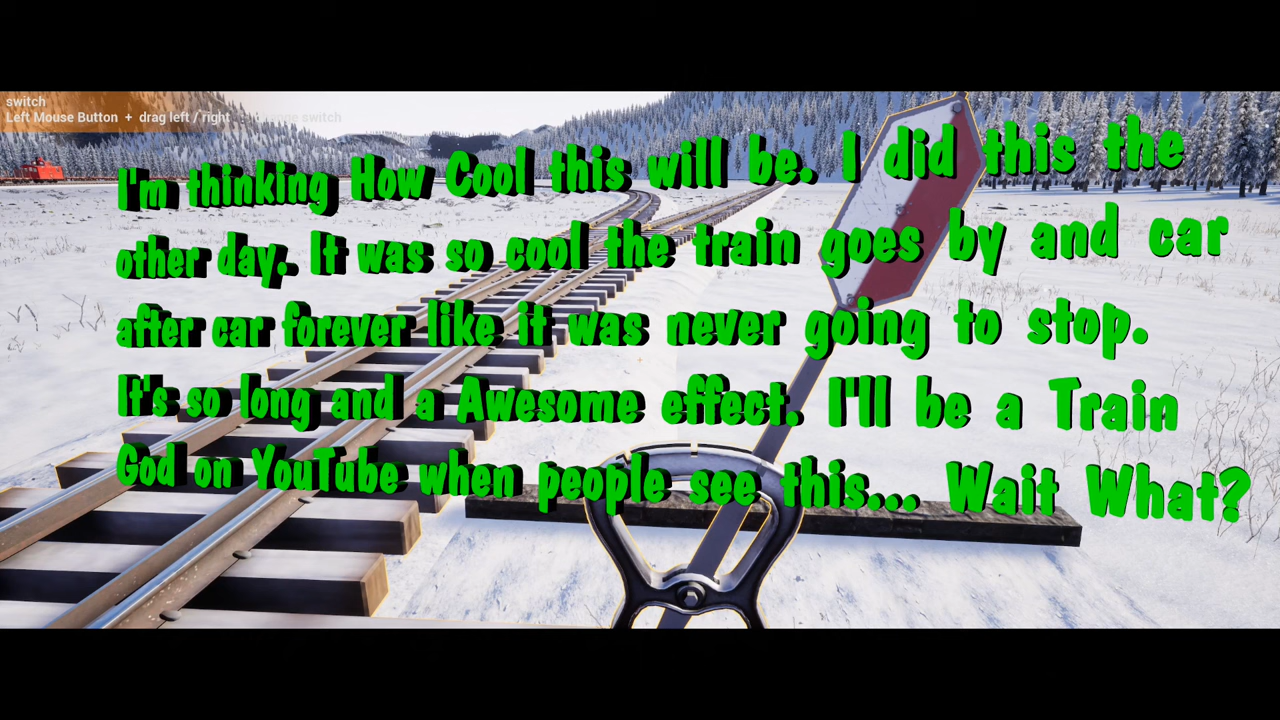 switch
Left Mouse Button + drag left / right change switch
I'm thinking How Cool this will be. I did this the
other day. It was so cool the train goes by and car
after car forever like it was never going to stop.
It's so long and a Awesome effect. I'll be a Train
God on YouTube when people see this... Wait What?